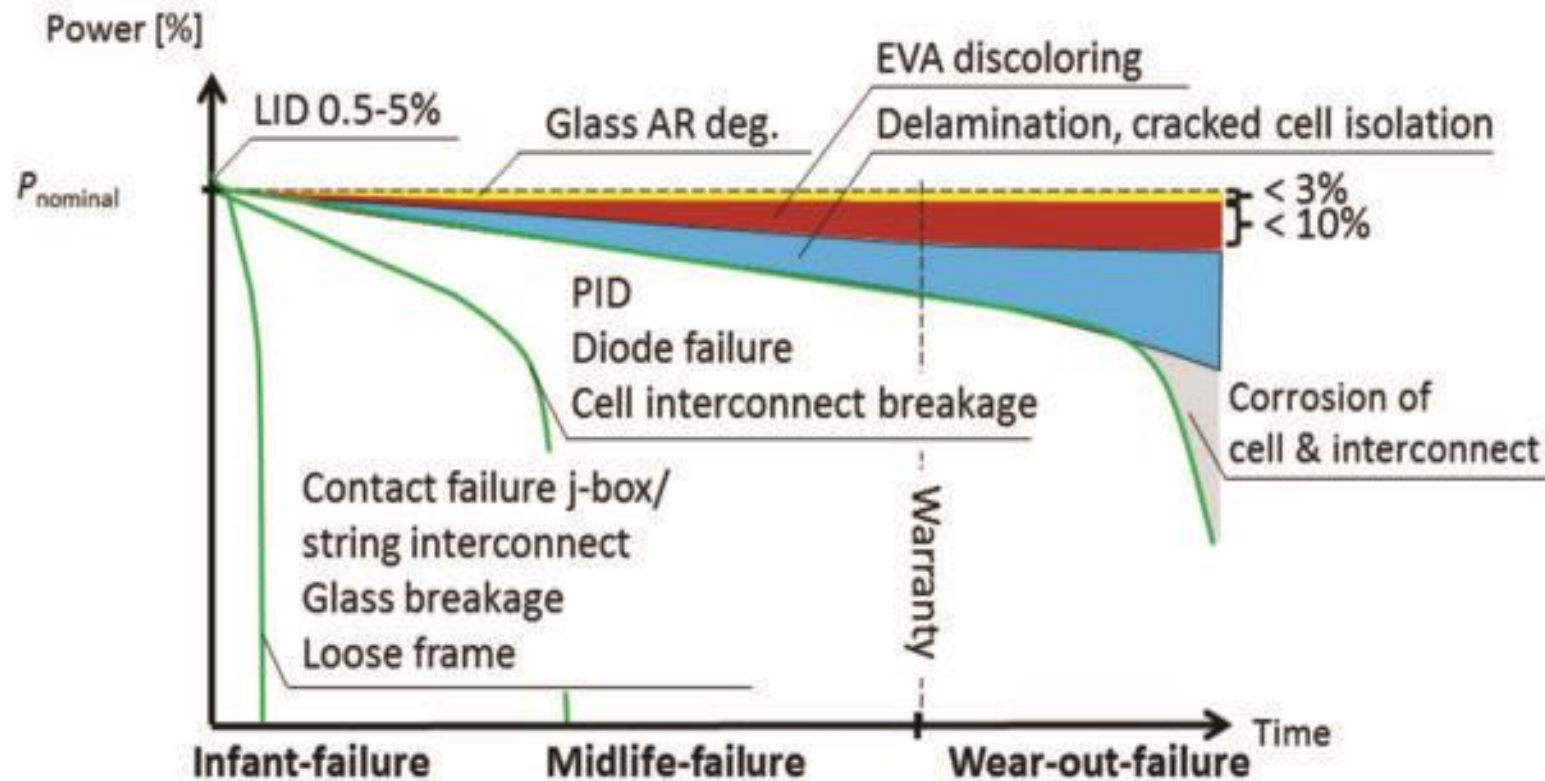 Power [%]
EVA discoloring
LID 0.5-5%
Glass AR deg.
Delamination, cracked cell isolation
Pnominal
< 3%
< 10%
PID
Diode failure
Cell interconnect breakage
Corrosion of
cell & interconnect
Contact failure j-box/
string interconnect
Glass breakage
Loose frame
Warranty
Time
Infant-failure
Midlife-failure
Wear-out-failure